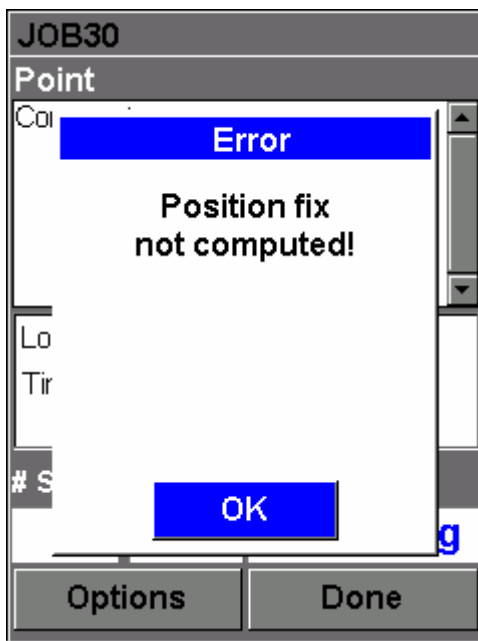 JOB30
Point
Error
Position fix
not computed!
OK
Options
Done